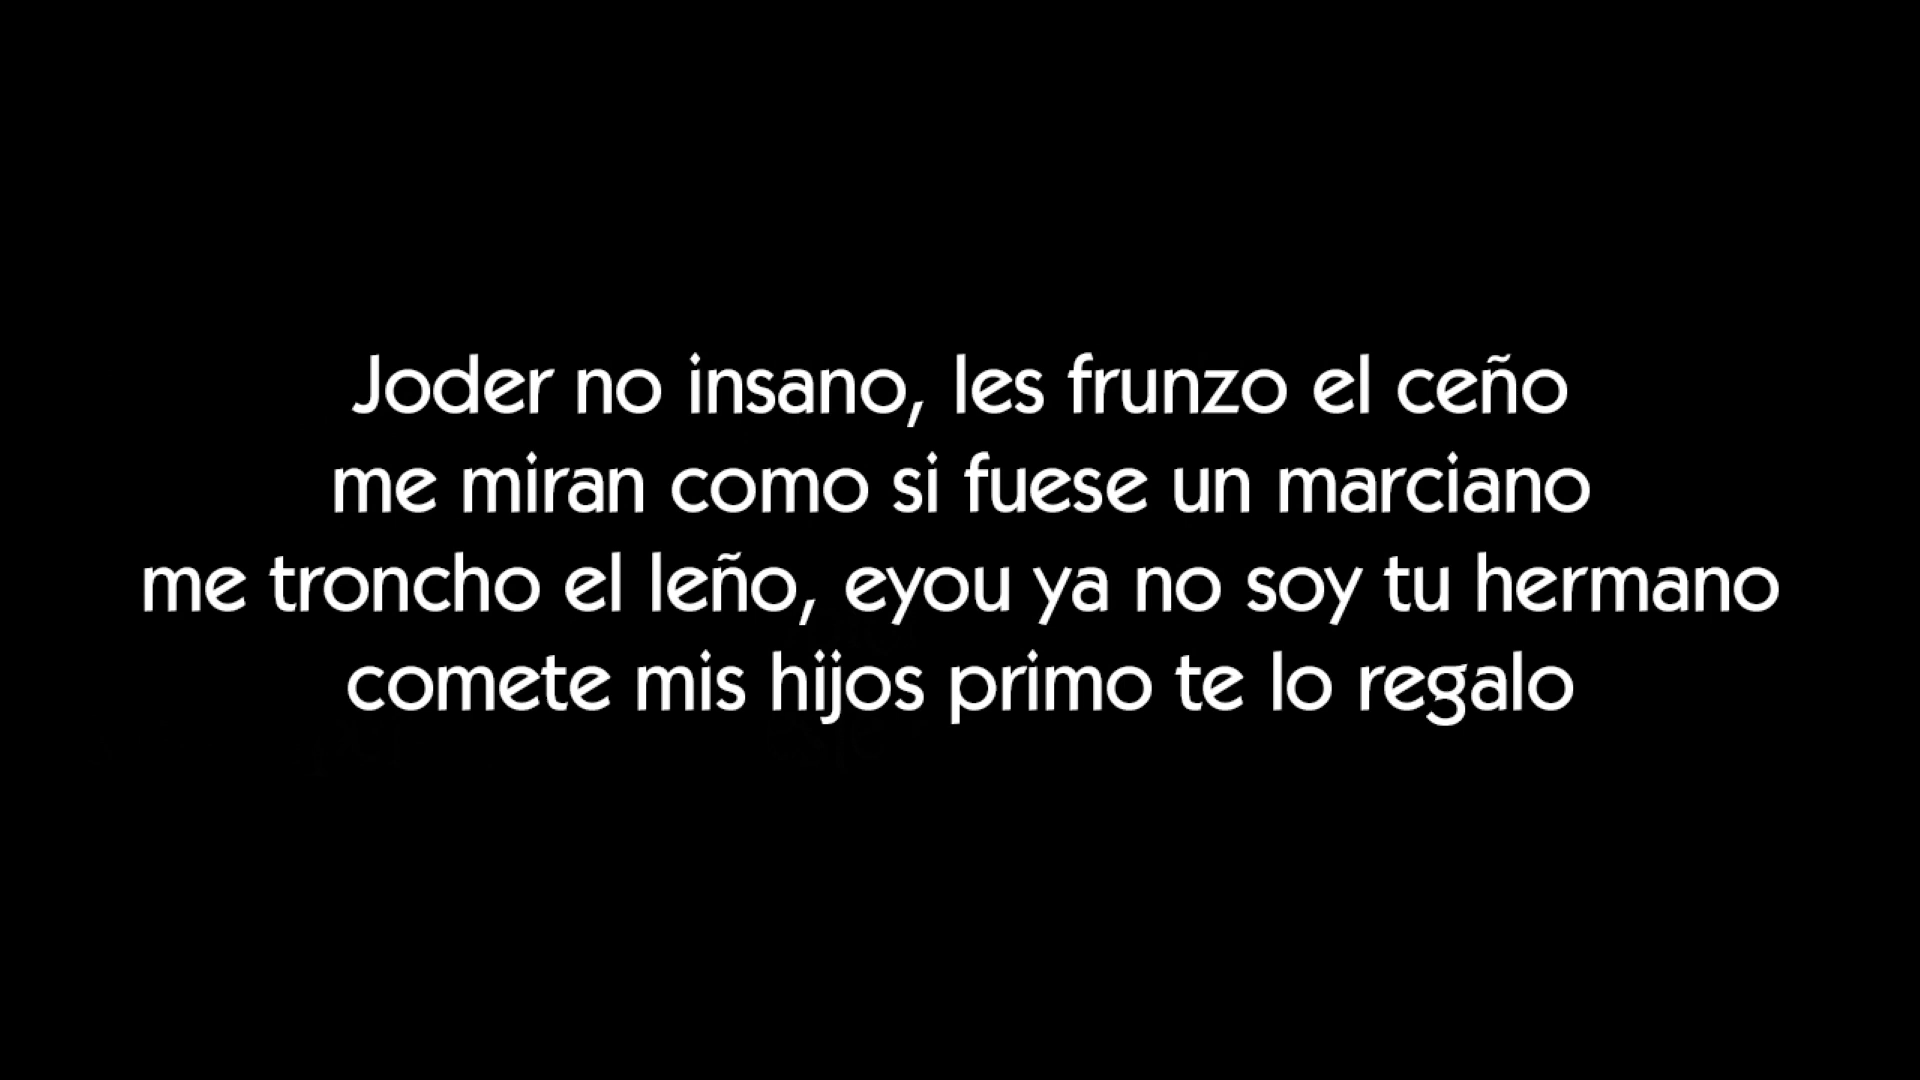 Joder no insano, les frunzo el ceño
me miran como si fuese un marciano
me troncho el leño, eyou ya no soy tu hermano
comete mis hijos primo te lo regalo